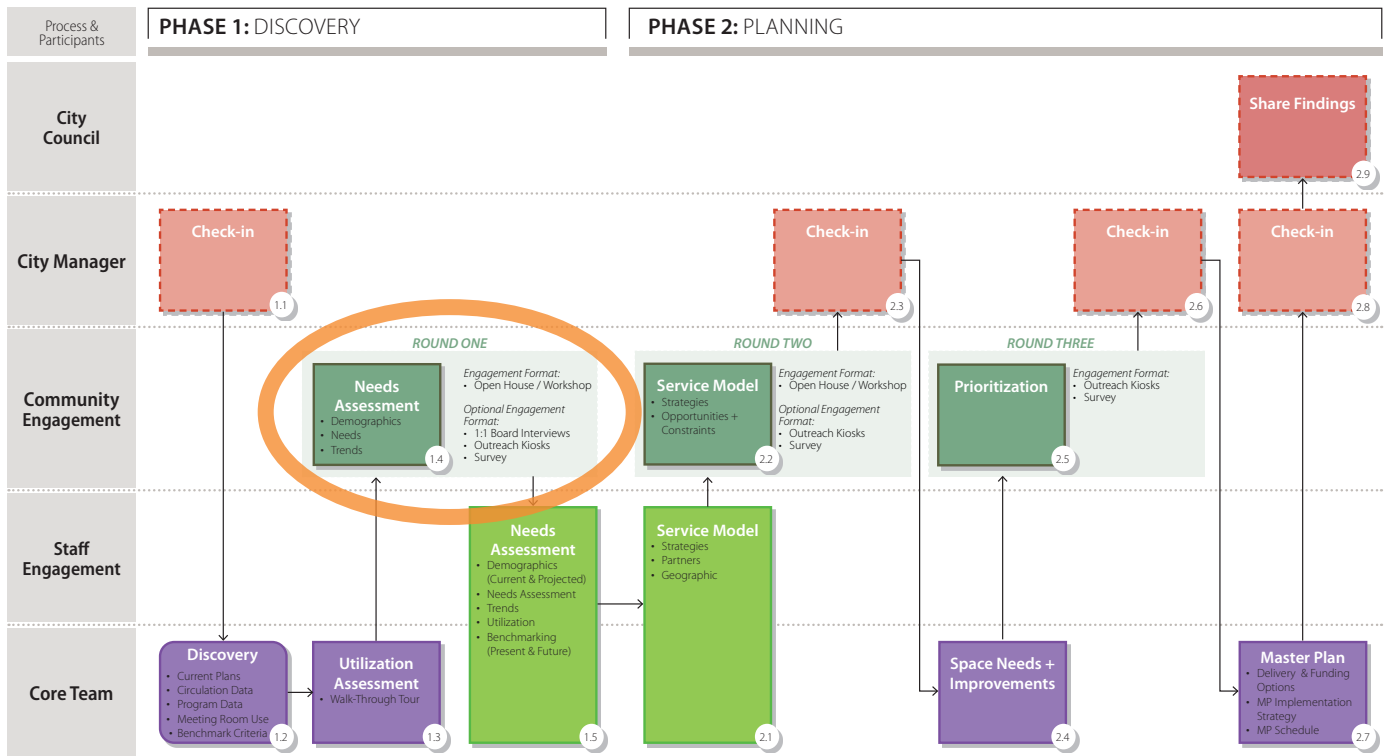 Process &
Participants
PHASE 1: DISCOVERY
PHASE 2: PLANNING
City
Council
Share Findings
2.9
City Manager
Check-in
1.1
Check-in
2.3
Check-in
2.6
Check-in
2.8
Community
Engagement
ROUND ONE
Needs
Assessment
• Demographics
• Needs
• Trends
1.4
Engagement Format:
• Open House / Workshop
Optional Engagement
Format:
• 1:1 Board Interviews
• Outreach Kiosks
• Survey
ROUND TWO
Service Model
• Strategies
• Opportunities +
Constraints
2.2
Engagement Format:
• Open House / Workshop
Optional Engagement
Format:
• Outreach Kiosks
• Survey
ROUND THREE
Prioritization
2.5
Engagement Format:
• Outreach Kiosks
• Survey
Staff
Engagement
Needs
Assessment
• Demographics
(Current & Projected)
• Needs Assessment
• Trends
• Utilization
• Benchmarking
(Present & Future)
1.5
Service Model
• Strategies
• Partners
• Geographic
2.1
Core Team
Discovery
• Current Plans
• Circulation Data
• Program Data
• Meeting Room Use
• Benchmark Criteria
1.2
Utilization
Assessment
• Walk-Through Tour
1.3
Space Needs +
Improvements
2.4
Master Plan
• Delivery & Funding
Options
• MP Implementation
Strategy
• MP Schedule
2.7